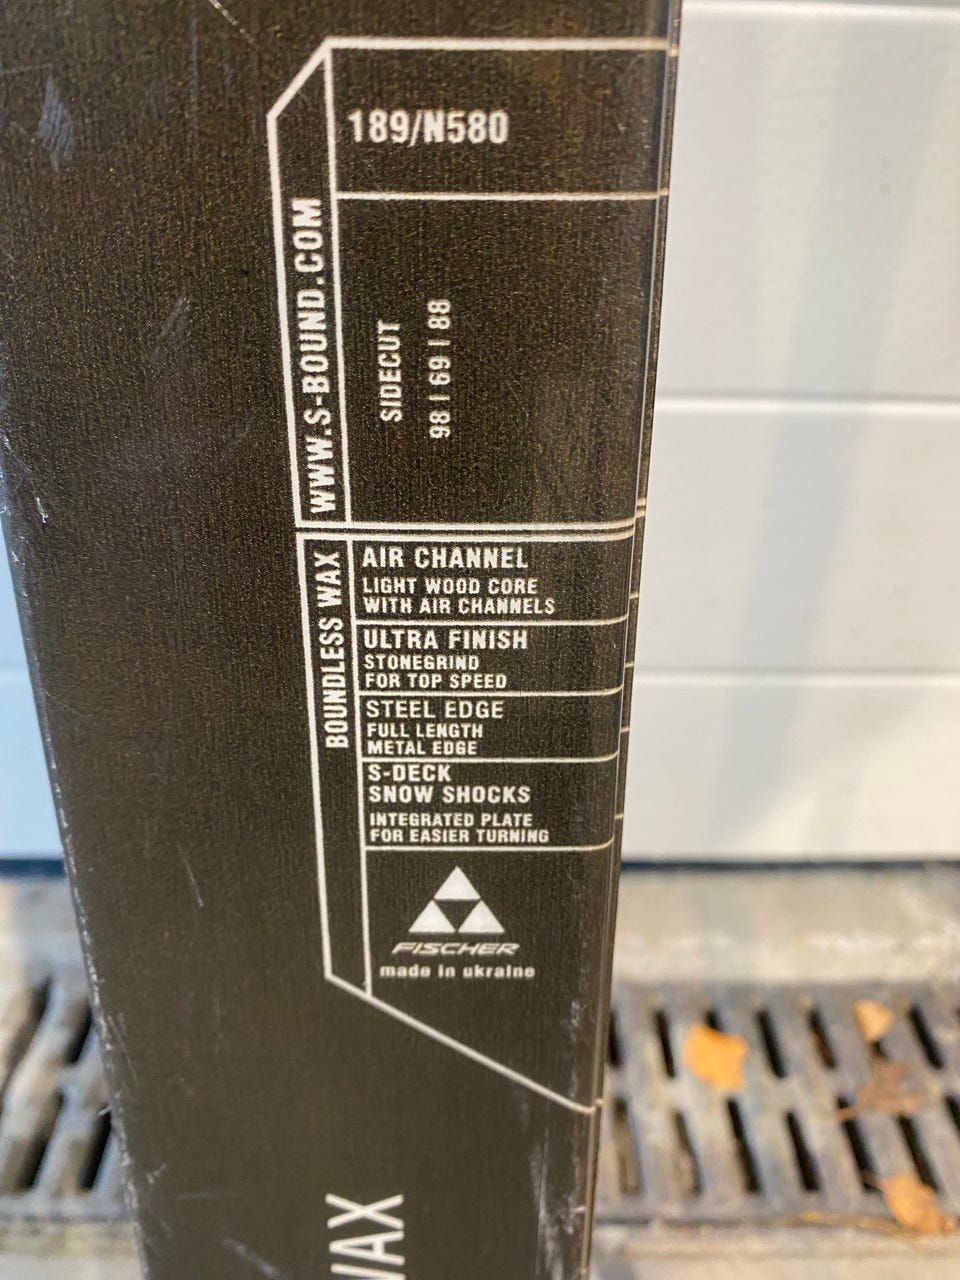 189/N580
WWW.S-BOUND.COM
SIDECUT
98 | 69 | 88
BOUNDLESS WAX
AIR CHANNEL
LIGHT WOOD CORE
WITH AIR CHANNELS
ULTRA FINISH
STONEGRIND
FOR TOP SPEED
STEEL EDGE
FULL LENGTH
METAL EDGE
S-DECK
SNOW SHOCKS
INTEGRATED PLATE
FOR EASIER TURNING
FISCHER
made in ukraine
WAX